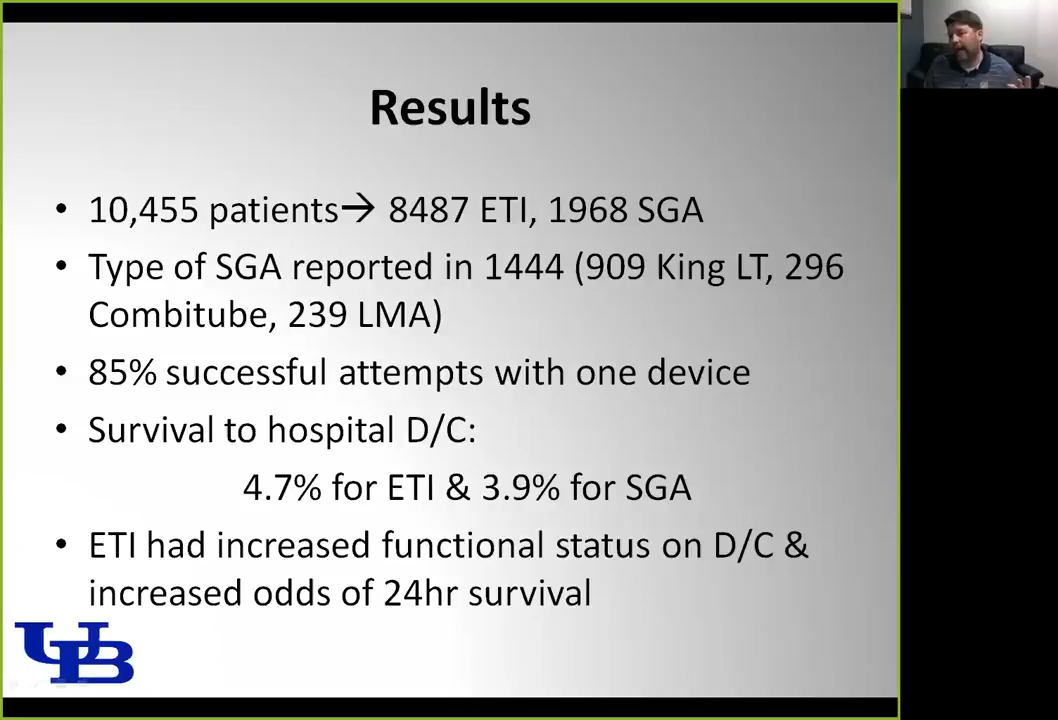 Results
• 10,455 patients→ 8487 ETI, 1968 SGA
• Type of SGA reported in 1444 (909 King LT, 296
Combitube, 239 LMA)
• 85% successful attempts with one device
• Survival to hospital D/C:
4.7% for ETI & 3.9% for SGA
• ETI had increased functional status on D/C &
increased odds of 24hr survival
UB